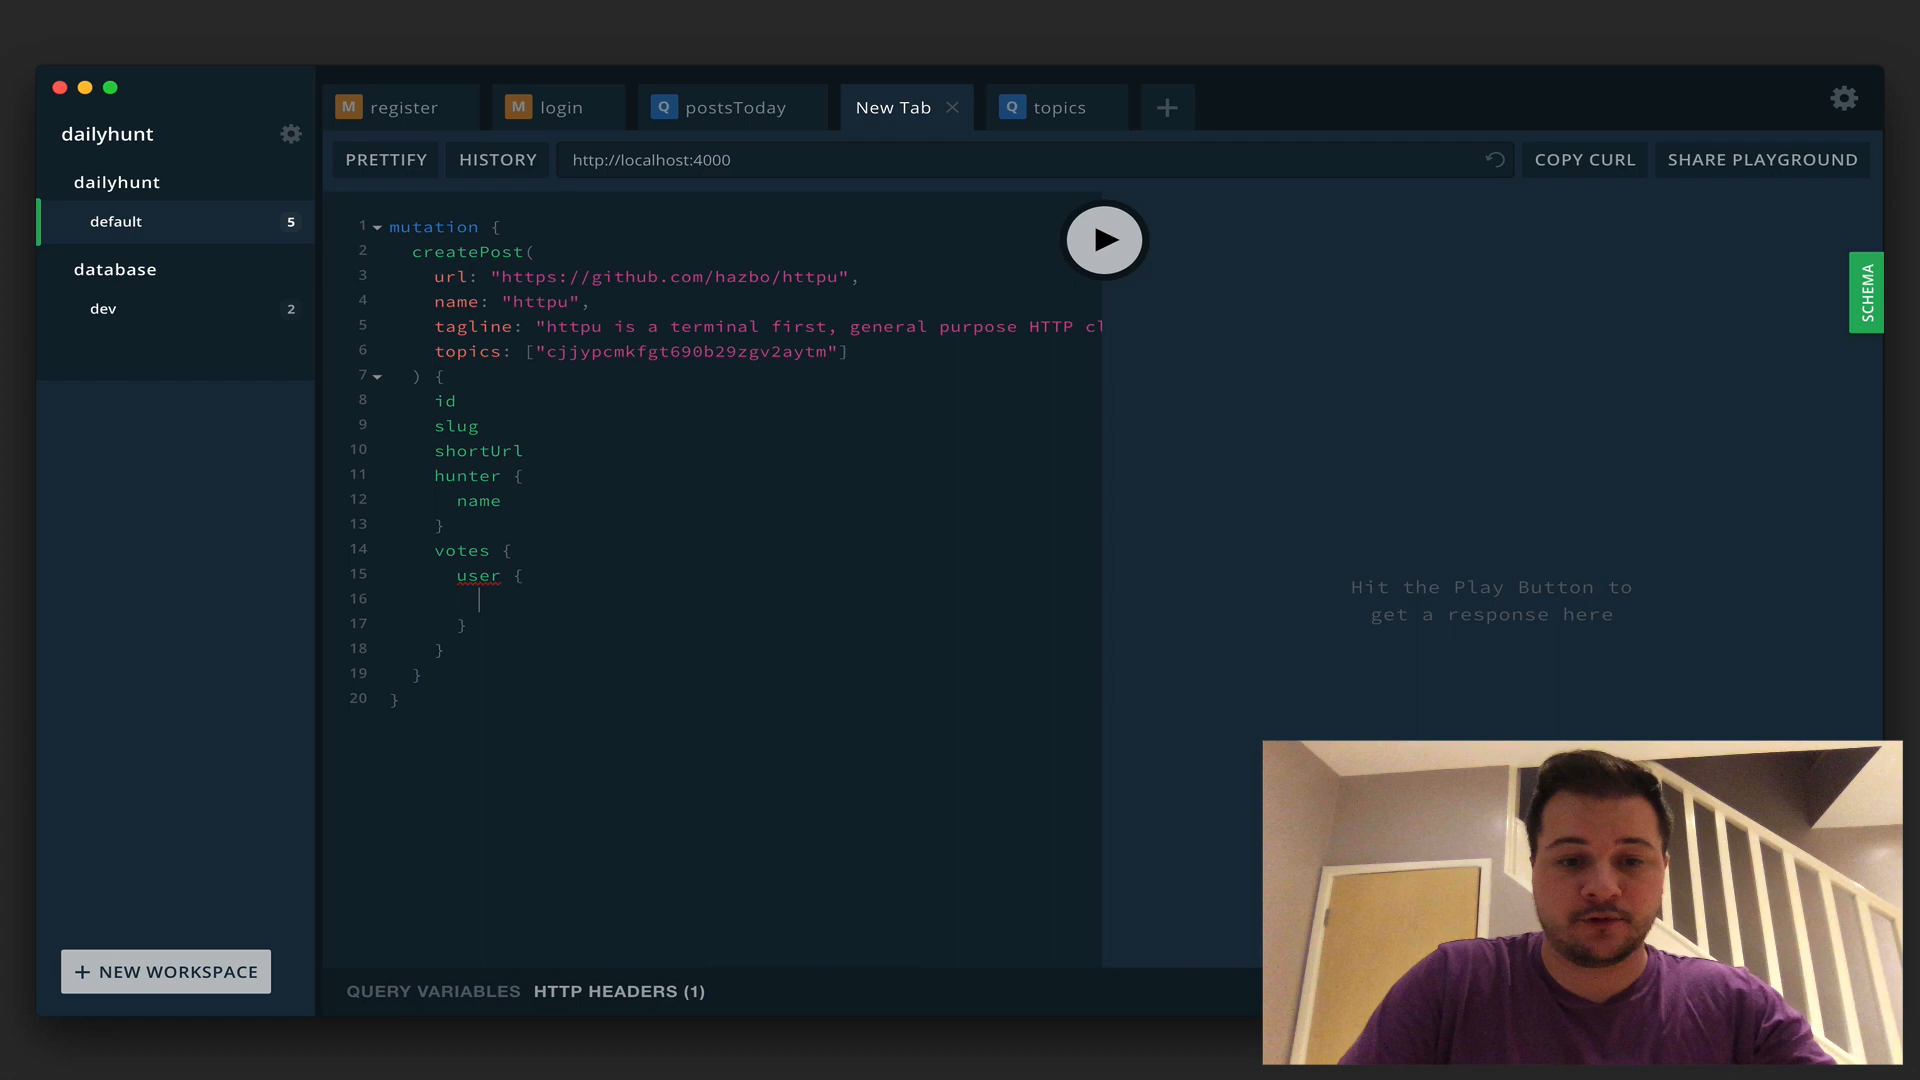 dailyhunt
dailyhunt
default 5
database
dev 2
+ NEW WORKSPACE
M register
M login
Q postsToday
New Tab
Q topics
PRETTIFY
HISTORY
http://localhost:4000
COPY CURL
SHARE PLAYGROUND
1 mutation {
2 createPost(
3 url: "https://github.com/hazbo/httpu",
4 name: "httpu",
5 tagline: "httpu is a terminal first, general purpose HTTP cl
6 topics: ["cjjypcmkfgt690b29zgv2aytm"]
7 ) {
8 id
9 slug
10 shortUrl
11 hunter {
12 name
13 }
14 votes {
15 user {
16
17 }
18 }
19 }
20 }
SCHEMA
Hit the Play Button to
get a response here
QUERY VARIABLES HTTP HEADERS (1)